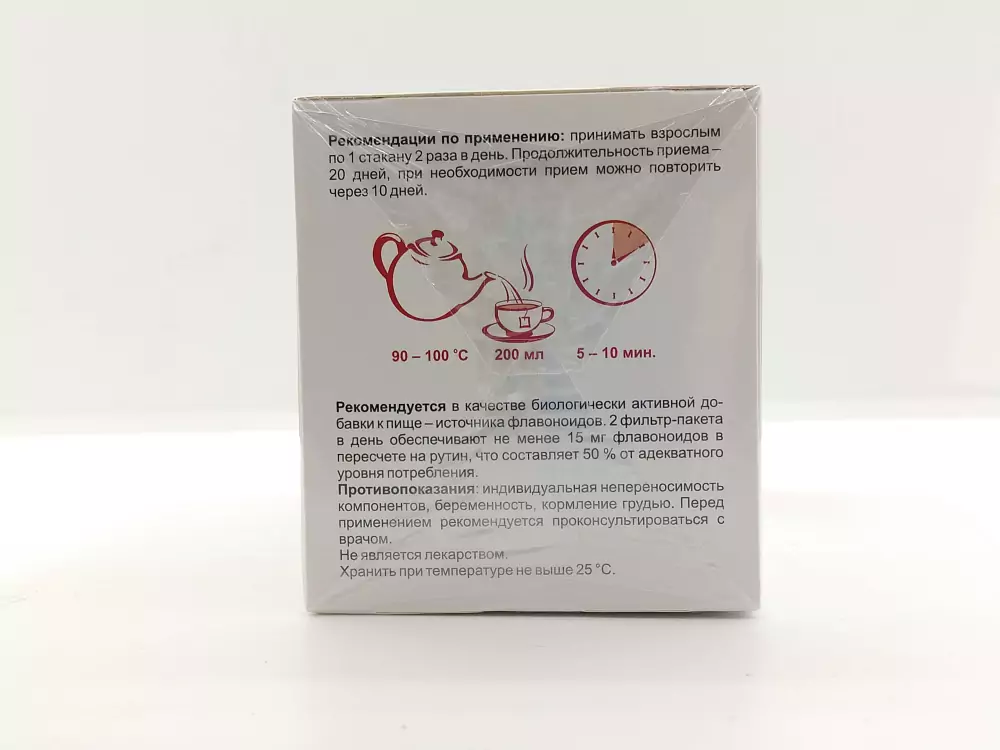 Рекомендации по применению: принимать взрослым
по 1 стакану 2 раза в день. Продолжительность приема –
20 дней, при необходимости прием можно повторить
через 10 дней.
90 – 100 °С 200 мл 5 – 10 мин.
Рекомендуется в качестве биологически активной до-
бавки к пище – источника флавоноидов. 2 фильтр-пакета
в день обеспечивают не менее 15 мг флавоноидов в
пересчете на рутин, что составляет 50 % от адекватного
уровня потребления.
Противопоказания: индивидуальная непереносимость
компонентов, беременность, кормление грудью. Перед
применением рекомендуется проконсультироваться с
врачом.
Не является лекарством.
Хранить при температуре не выше 25 °С.